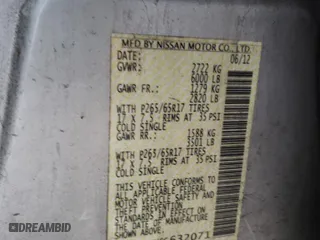 MFD BY NISSAN MOTOR CO., LTD
DATE: 06/12
GVWR: 2722 KG
6000 LB
GAWR FR.: 1279 KG
2820 LB
WITH P265/65R17 TIRES
17 X 7.5 RIMS AT 35 PSI
COLD SINGLE
GAWR RR.: 1588 KG
3501 LB
WITH P265/65R17 TIRES
17 X 7.5 RIMS AT 35 PSI
COLD SINGLE
THIS VEHICLE CONFORMS TO
ALL APPLICABLE FEDERAL
MOTOR VEHICLE SAFETY AND
THEFT PREVENTION
STANDARDS IN EFFECT ON
THE DATE OF MANUFACTURE
SHOWN ABOVE.
632071
DREAMBID